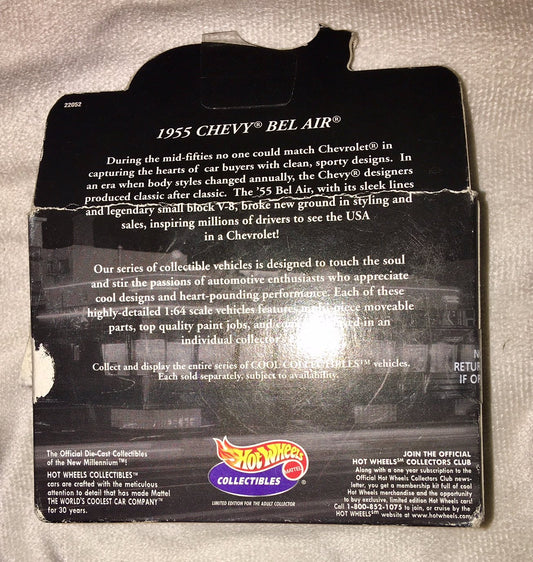 22052
1955 CHEVY® BEL AIR®
During the mid-fifties no one could match Chevrolet® in
capturing the hearts of car buyers with clean, sporty designs. In
an era when body styles changed annually, the Chevy® designers
produced classic after classic. The '55 Bel Air, with its sleek lines
and legendary small block V-8, broke new ground in styling and
sales, inspiring millions of drivers to see the USA
in a Chevrolet!
Our series of collectible vehicles is designed to touch the soul
and stir the passions of automotive enthusiasts who appreciate
cool designs and heart-pounding performance. Each of these
highly-detailed 1:64 scale vehicles features moveable
parts, top quality paint jobs, and in an
individual collector's
Collect and display the entire series of COOL COLLECTIBLES™ vehicles.
Each sold separately, subject to availability.
RETUR
IF O
The Official Die-Cast Collectibles
of the New Millennium™!
HOT WHEELS COLLECTIBLES™
cars are crafted with the meticulous
attention to detail that has made Mattel
THE WORLD'S COOLEST CAR COMPANY™
for 30 years.
Hot Wheels
MATTEL
COLLECTIBLES
LIMITED EDITION FOR THE ADULT COLLECTOR
JOIN THE OFFICIAL
HOT WHEELS℠ COLLECTORS CLUB
Along with a one year subscription to the
Official Hot Wheels Collectors Club news-
letter, you get a membership kit full of cool
Hot Wheels merchandise and the opportunity
to buy exclusive, limited edition Hot Wheels cars!
Call 1-800-852-1075 to join, or cruise by the
HOT WHEELS℠ website at www.hotwheels.com